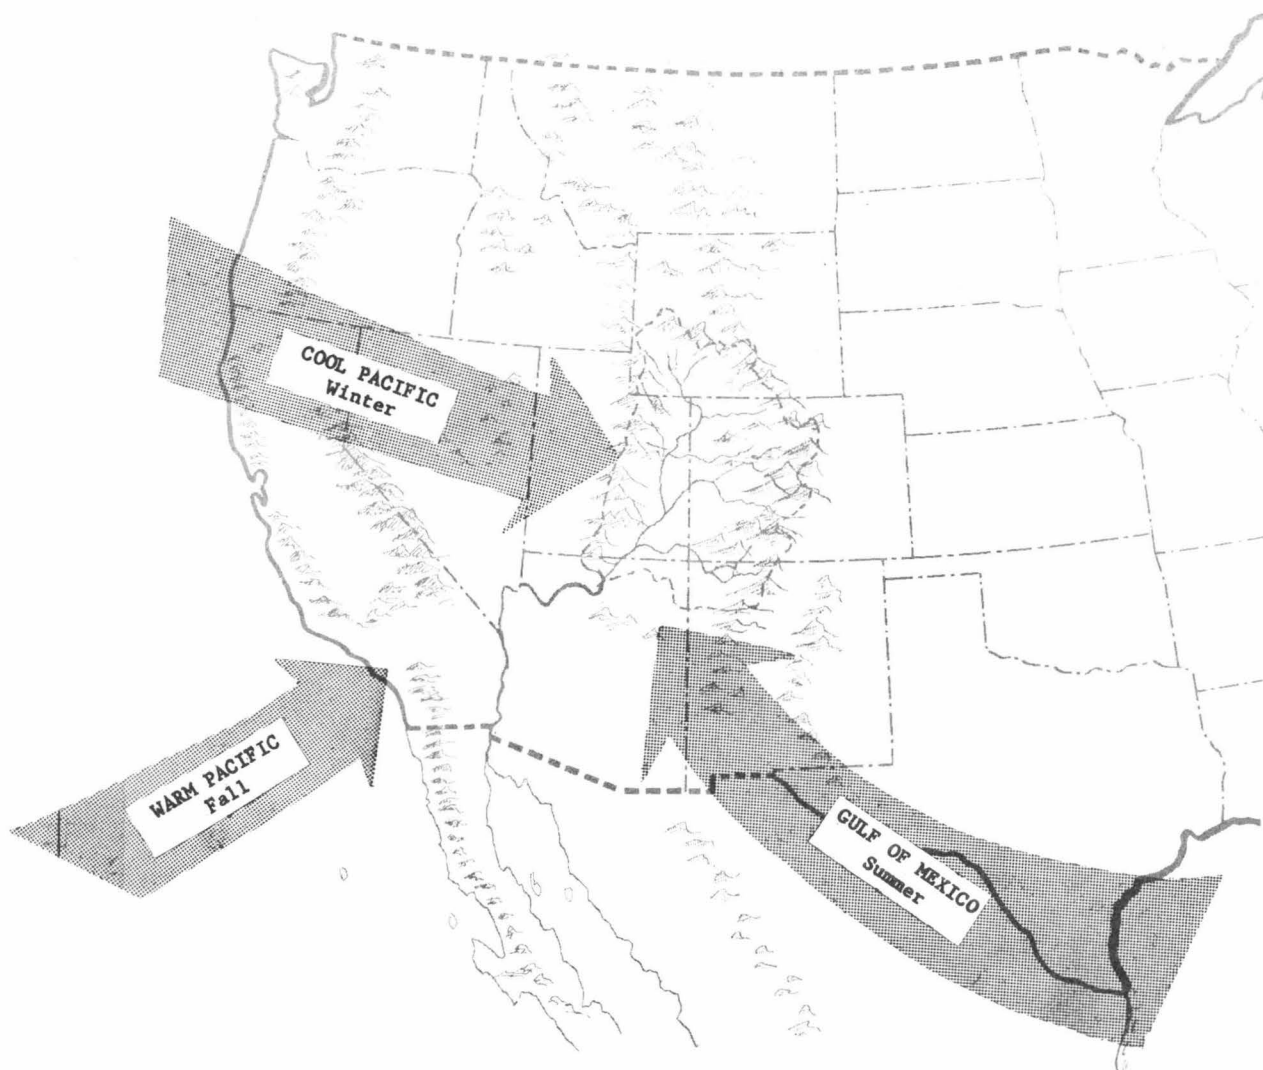 COOL PACIFIC
Winter
WARM PACIFIC
Fall
GULF OF MEXICO
Summer